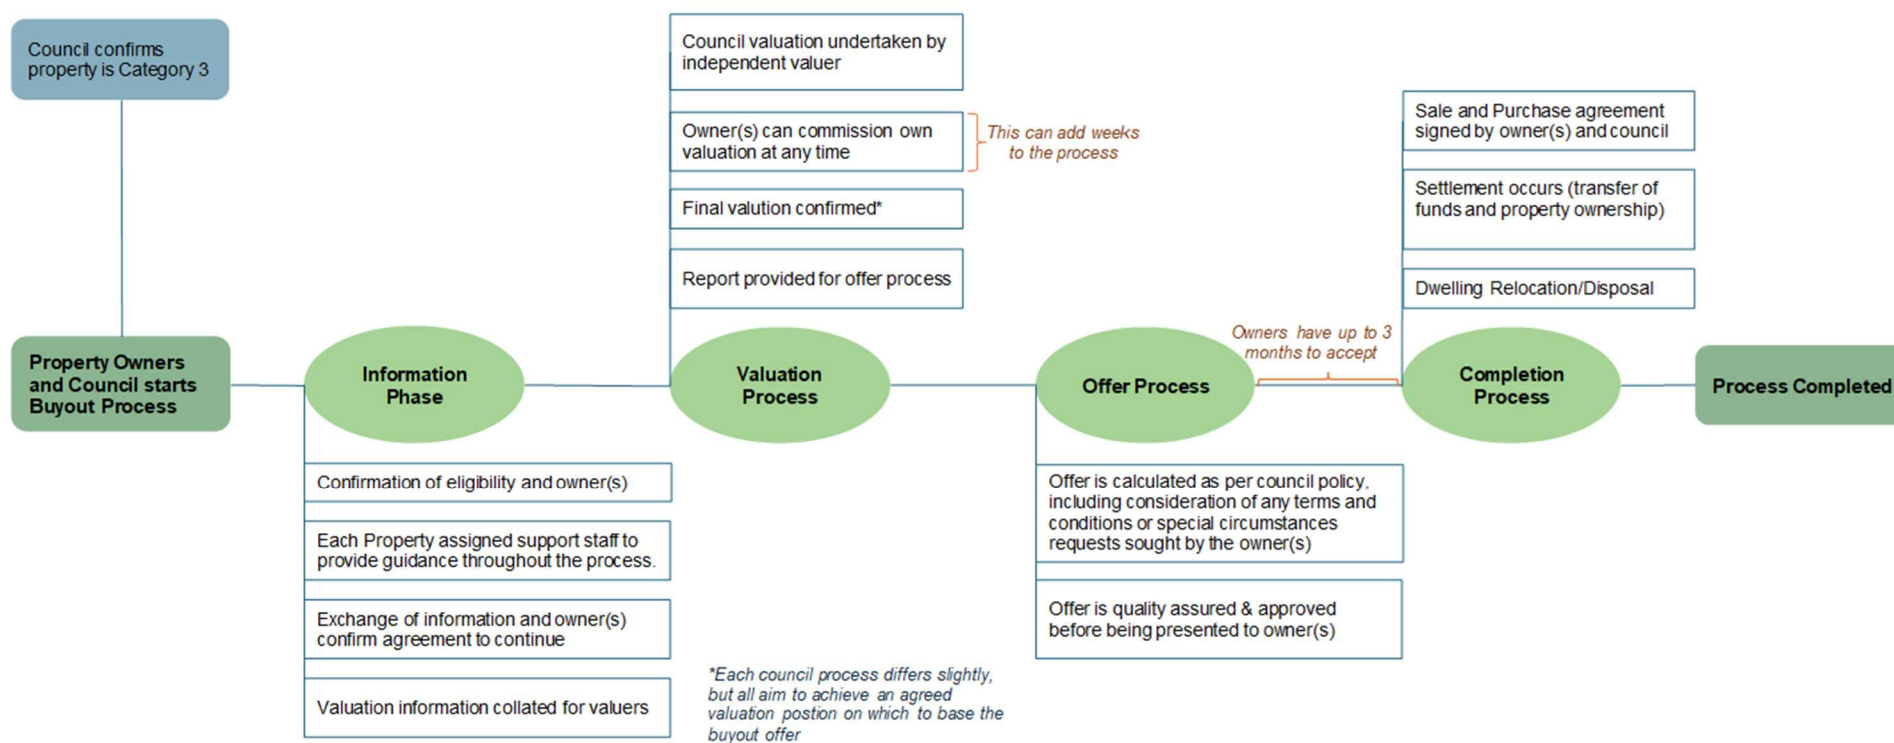 Council confirms
property is Category 3
Property Owners
and Council starts
Buyout Process
Information
Phase
Confirmation of eligibility and owner(s)
Each Property assigned support staff to
provide guidance throughout the process.
Exchange of information and owner(s)
confirm agreement to continue
Valuation information collated for valuers
Council valuation undertaken by
independent valuer
Owner(s) can commission own
valuation at any time
This can add weeks
to the process
Final valution confirmed*
Report provided for offer process
Valuation
Process
*Each council process differs slightly,
but all aim to achieve an agreed
valuation postion on which to base the
buyout offer
Offer Process
Offer is calculated as per council policy,
including consideration of any terms and
conditions or special circumstances
requests sought by the owner(s)
Offer is quality assured & approved
before being presented to owner(s)
Owners have up to 3
months to accept
Sale and Purchase agreement
signed by owner(s) and council
Settlement occurs (transfer of
funds and property ownership)
Dwelling Relocation/Disposal
Completion
Process
Process Completed